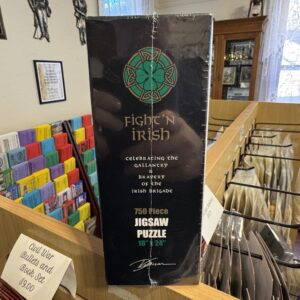 FIGHT'N
IRISH
CELEBRATING THE
GALLANTRY &
BRAVERY
OF THE
IRISH BRIGADE
750 Piece
JIGSAW
PUZZLE
18" x 24"
Civil War
Bullets and
Book Set
$9.00